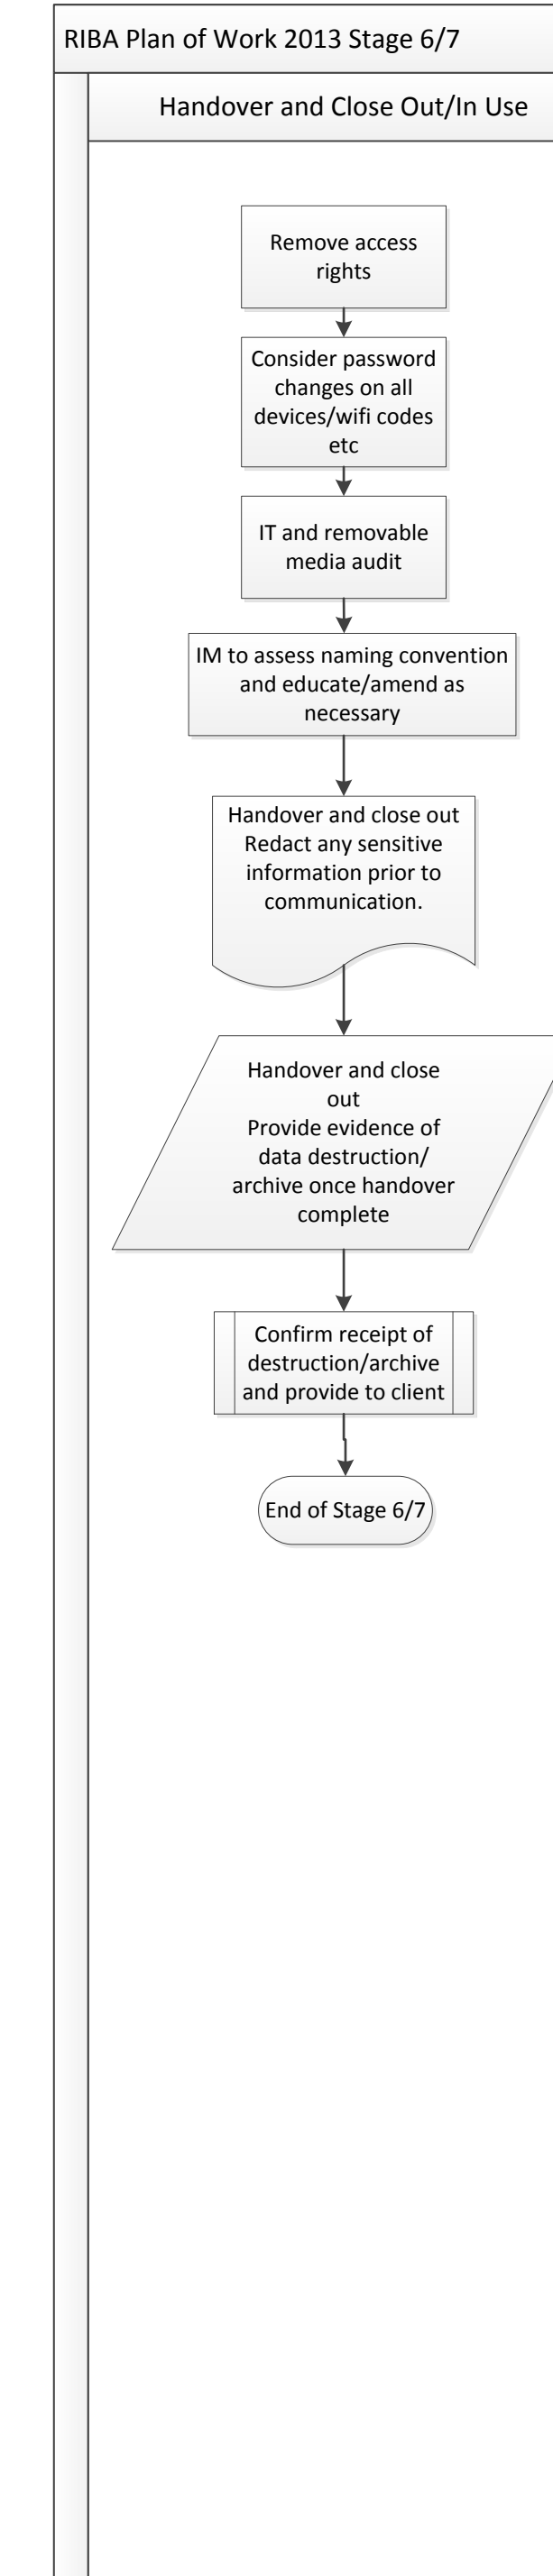 RIBA Plan of Work 2013 Stage 6/7
Handover and Close Out/In Use
Remove access
rights
Consider password
changes on all
devices/wifi codes
etc
IT and removable
media audit
IM to assess naming convention
and educate/amend as
necessary
Handover and close out
Redact any sensitive
information prior to
communication.
Handover and close
out
Provide evidence of
data destruction/
archive once handover
complete
Confirm receipt of
destruction/archive
and provide to client
End of Stage 6/7